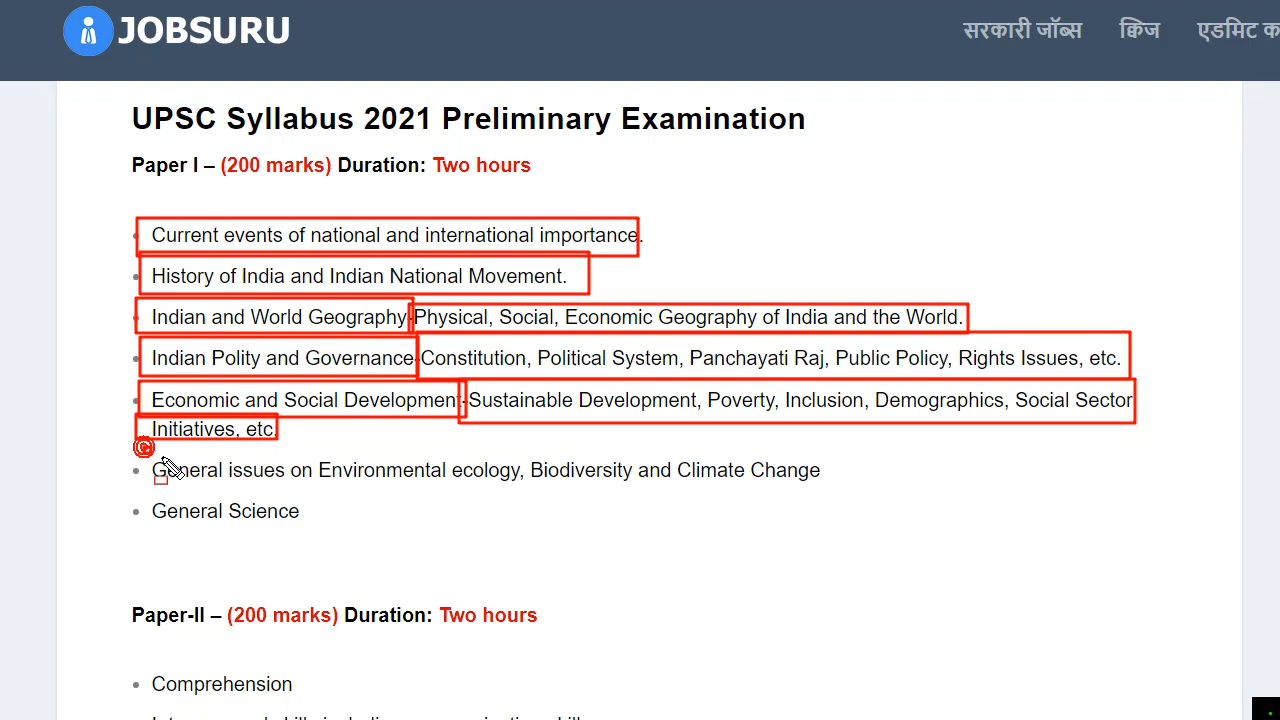 JOBSURU
सरकारी जॉब्स क्विज एडमिट
UPSC Syllabus 2021 Preliminary Examination
Paper I – (200 marks) Duration: Two hours
Current events of national and international importance.
History of India and Indian National Movement.
Indian and World Geography-Physical, Social, Economic Geography of India and the World.
Indian Polity and Governance-Constitution, Political System, Panchayati Raj, Public Policy, Rights Issues, etc.
Economic and Social Development-Sustainable Development, Poverty, Inclusion, Demographics, Social Sector
Initiatives, etc.
General issues on Environmental ecology, Biodiversity and Climate Change
General Science
Paper-II – (200 marks) Duration: Two hours
Comprehension